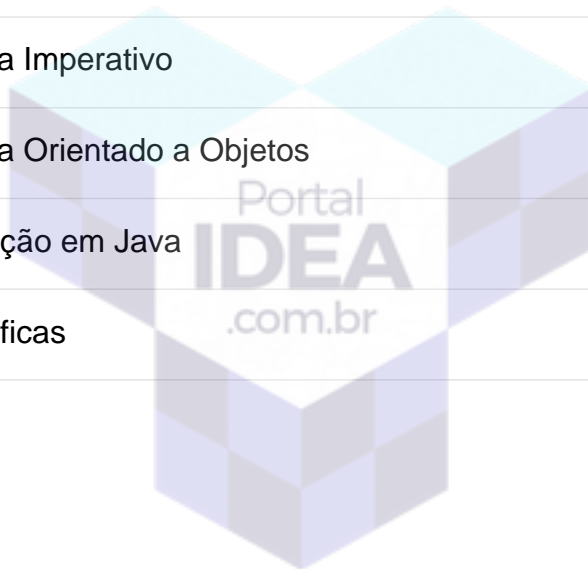 a Imperativo
a Orientado a Objetos
Portal
IDEA
ção em Java
.com.br
ficas